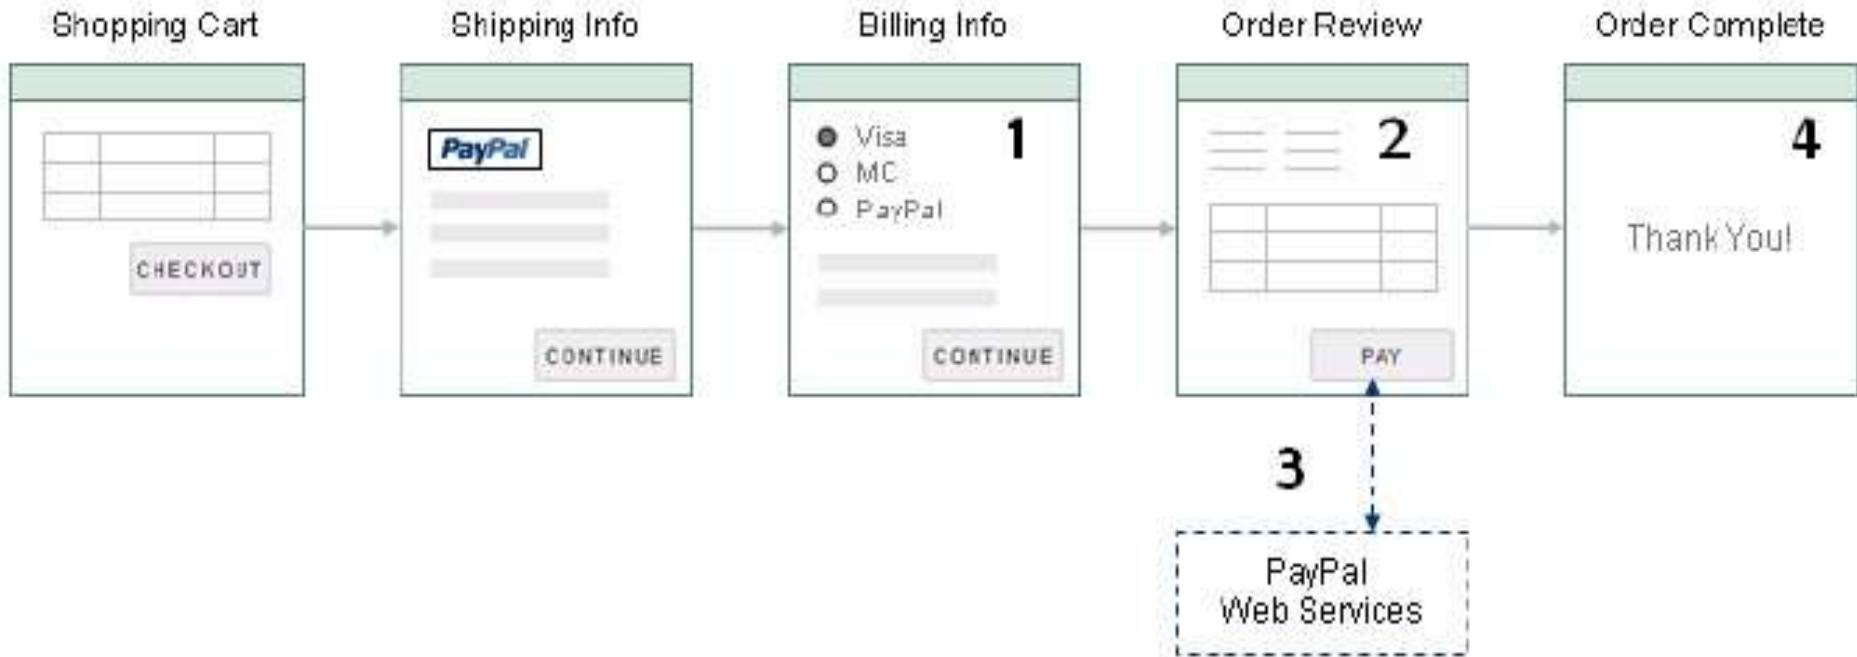 Shopping Cart
Shipping Info
Billing Info
Order Review
Order Complete
CHECKOUT
PayPal
CONTINUE
1
Visa
MC
PayPal
CONTINUE
2
PAY
4
Thank You!
3
PayPal
Web Services